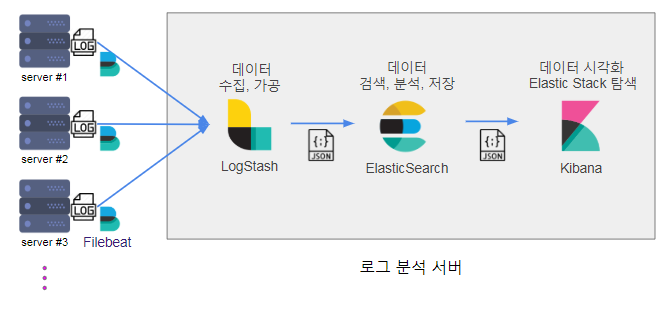 LOG
server #1
LOG
server #2
LOG
server #3
Filebeat
데이터
수집, 가공
LogStash
{;}
JSON
데이터
검색, 분석, 저장
ElasticSearch
{;}
JSON
데이터 시각화
Elastic Stack 탐색
Kibana
로그 분석 서버